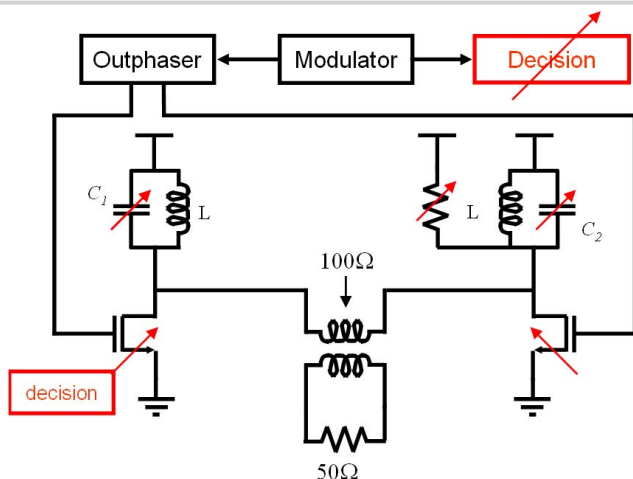 Outphaser
Modulator
Decision
C1
L
L
C2
100Ω
decision
50Ω